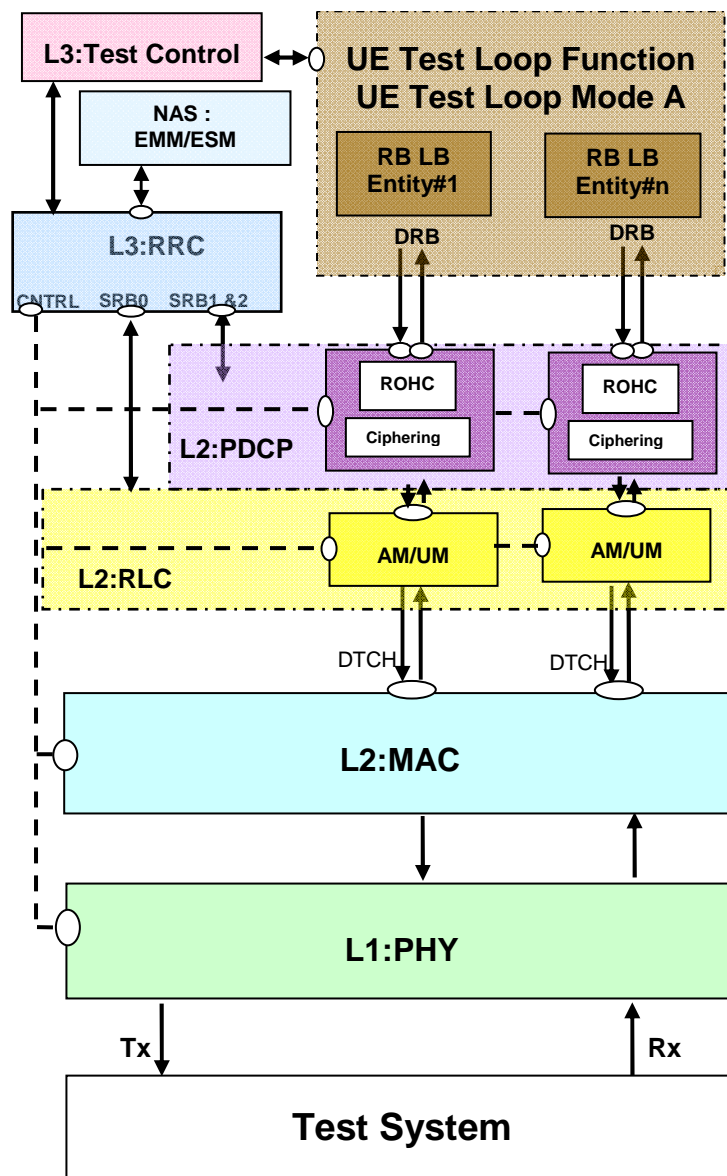 L3:Test Control
UE Test Loop Function
UE Test Loop Mode A
NAS :
EMM/ESM
RB LB
Entity#1
RB LB
Entity#n
DRB
DRB
L3:RRC
CNTRL
SRB0
SRB1 &2
ROHC
Ciphering
ROHC
Ciphering
L2:PDCP
AM/UM
AM/UM
L2:RLC
DTCH
DTCH
L2:MAC
L1:PHY
Tx
Rx
Test System